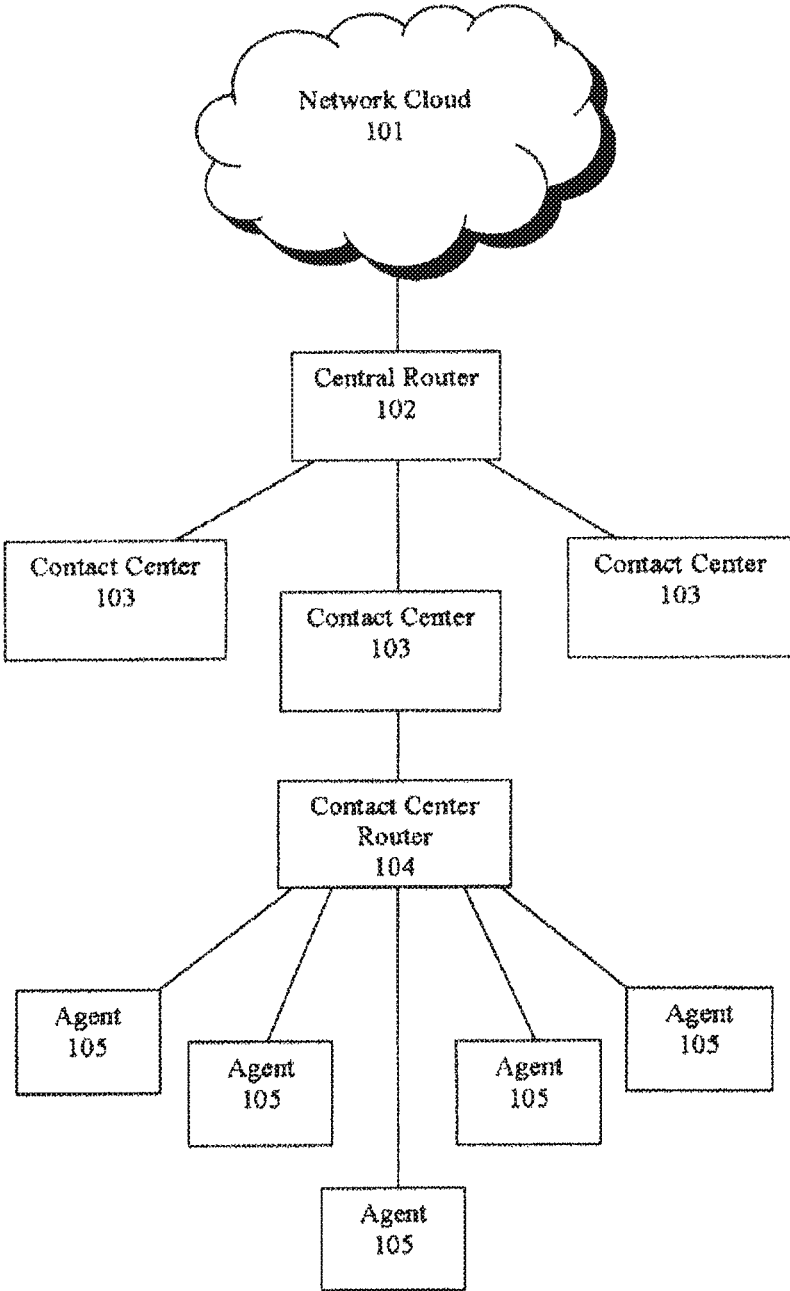 Network Cloud
101
Central Router
102
Contact Center
103
Contact Center
103
Contact Center
103
Contact Center
Router
104
Agent
105
Agent
105
Agent
105
Agent
105
Agent
105